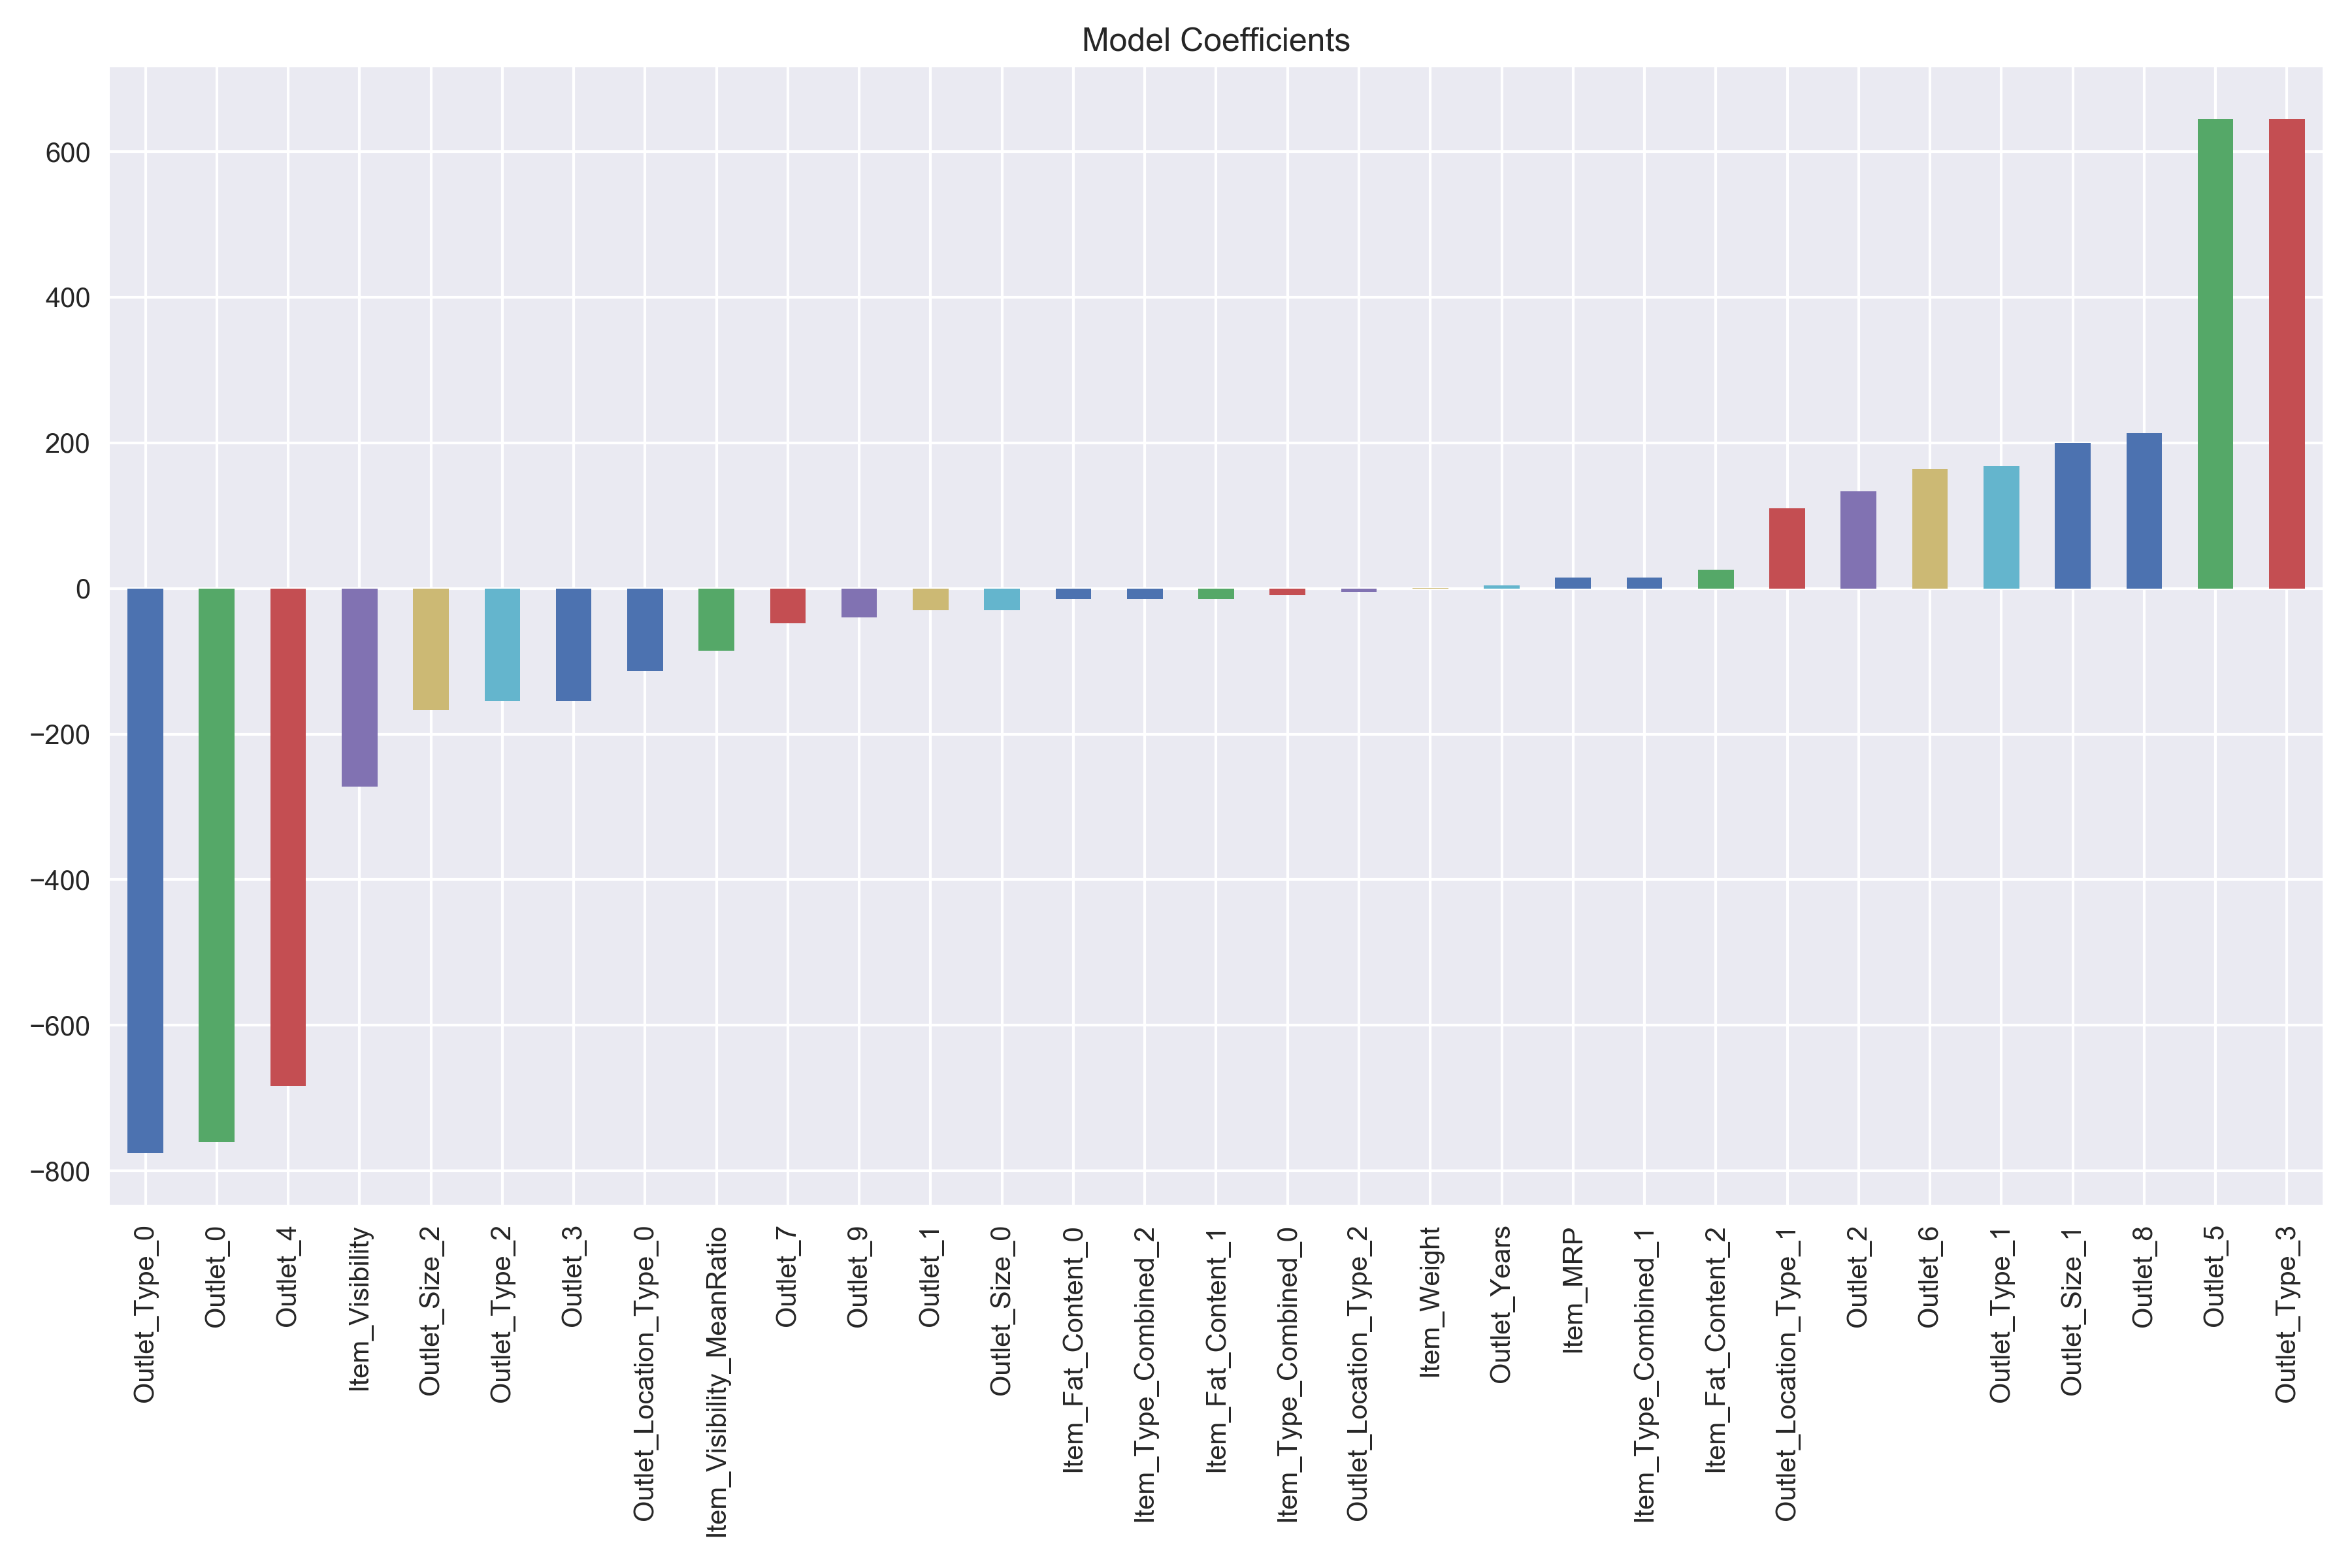 Model Coefficients
600
400
200
0
−200
−400
−600
−800
Outlet_Type_0
Outlet_0
Outlet_4
Item_Visibility
Outlet_Size_2
Outlet_Type_2
Outlet_3
Outlet_Location_Type_0
Item_Visibility_MeanRatio
Outlet_7
Outlet_9
Outlet_1
Outlet_Size_0
Item_Fat_Content_0
Item_Type_Combined_2
Item_Fat_Content_1
Item_Type_Combined_0
Outlet_Location_Type_2
Item_Weight
Outlet_Years
Item_MRP
Item_Type_Combined_1
Item_Fat_Content_2
Outlet_Location_Type_1
Outlet_2
Outlet_6
Outlet_Type_1
Outlet_Size_1
Outlet_8
Outlet_5
Outlet_Type_3